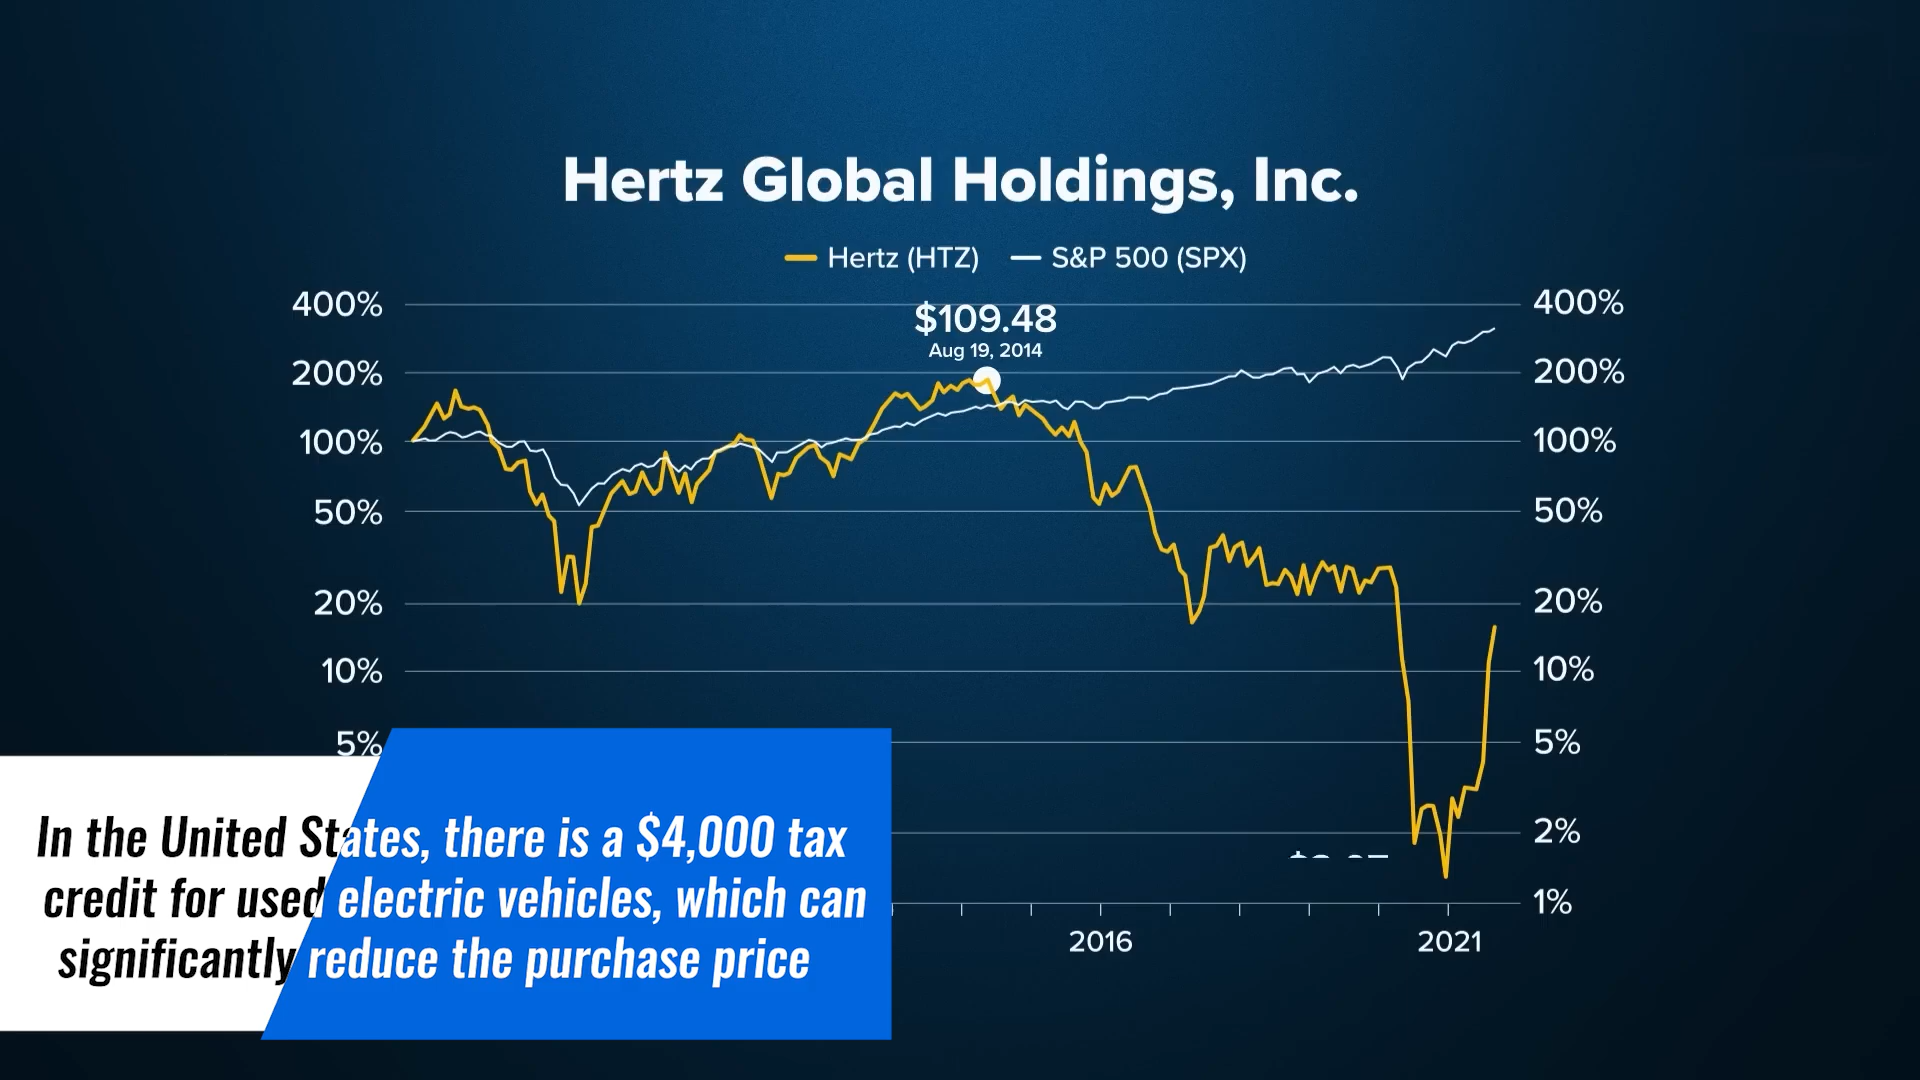 Hertz Global Holdings, Inc.
Hertz (HTZ) S&P 500 (SPX)
400% 400%
$109.48
Aug 19, 2014
200% 200%
100% 100%
50% 50%
20% 20%
10% 10%
5% 5%
2%
1%
2016 2021
In the United States, there is a $4,000 tax
credit for used electric vehicles, which can
significantly reduce the purchase price